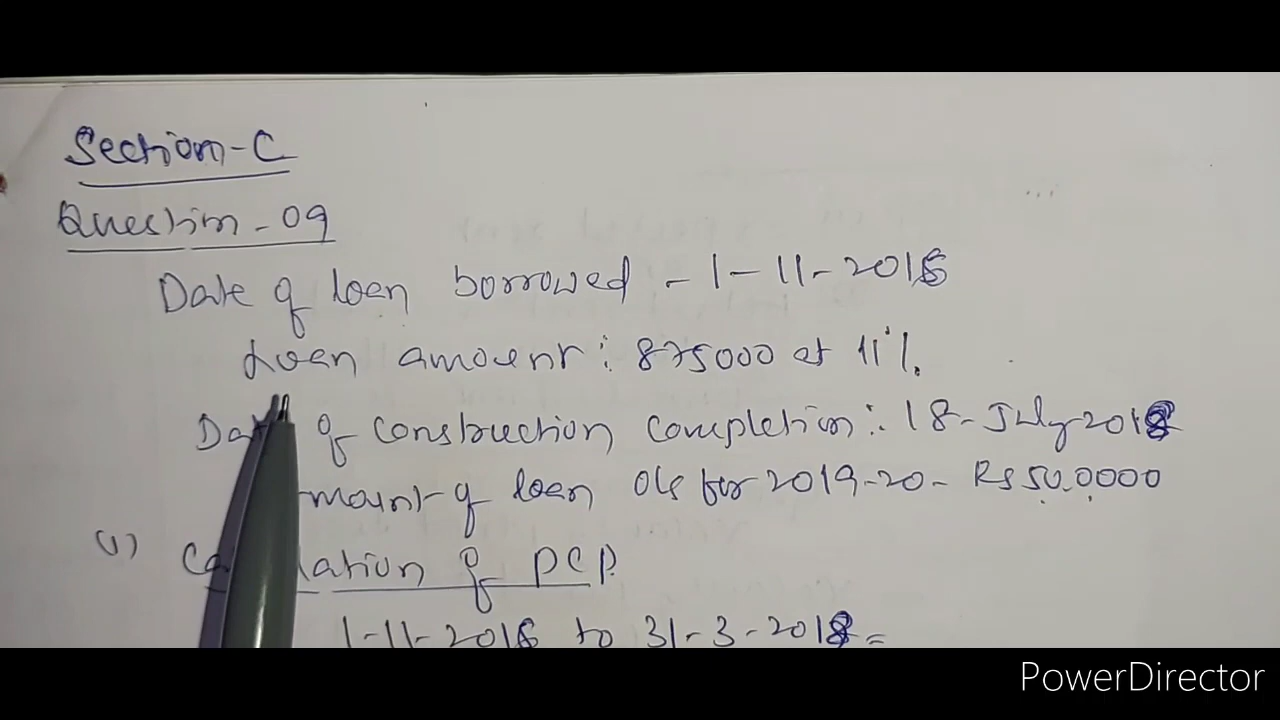 Section-C
Question-09
Date of loan borrowed - 1-11-2016
Loan amount: 875000 at 11%.
Date of construction completion: 18-July 2018
mount of loan O/s for 2019-20- Rs 50,0000
(1) Ca lation of PCP.
1-11-2016 to 31-3-2018 =
PowerDirector